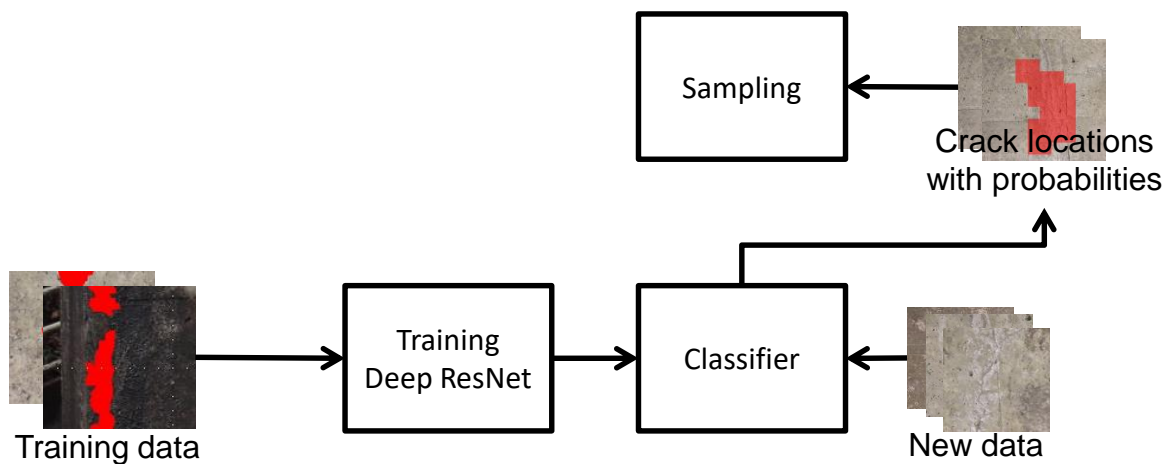 Sampling
Crack locations
with probabilities
Training
Deep ResNet
Classifier
Training data
New data